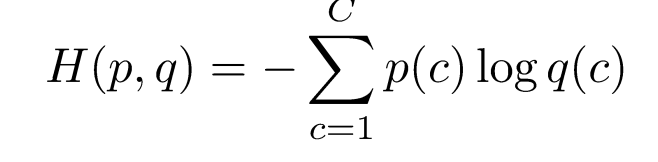 H(p, q) = − ∑_{c=1}^{C} p(c) log q(c)